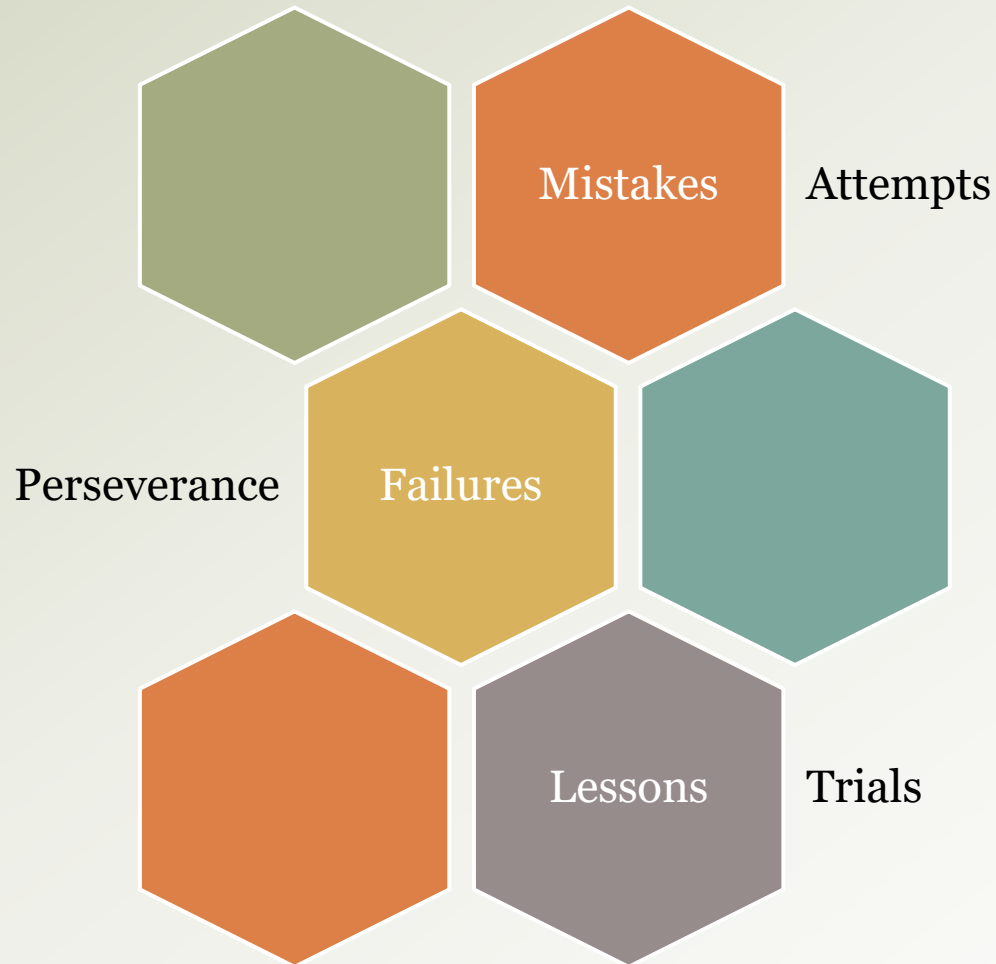 Mistakes
Attempts
Perseverance
Failures
Lessons
Trials